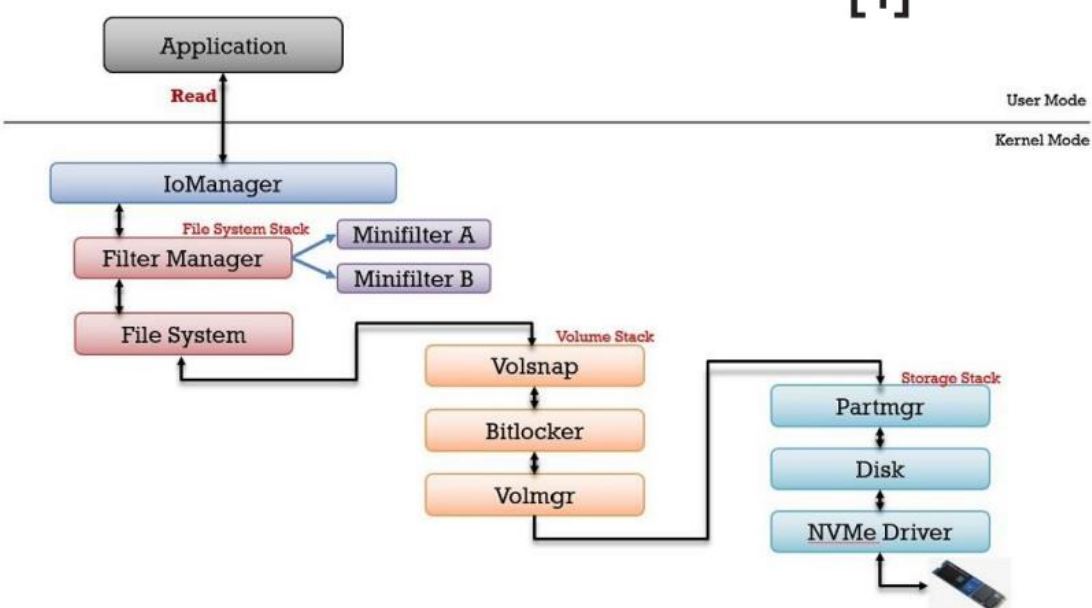 [1]
Application
Read
User Mode
Kernel Mode
IoManager
File System Stack
Filter Manager
Minifilter A
Minifilter B
File System
Volume Stack
Volsnap
Storage Stack
Partmgr
Bitlocker
Disk
Volmgr
NVMe Driver